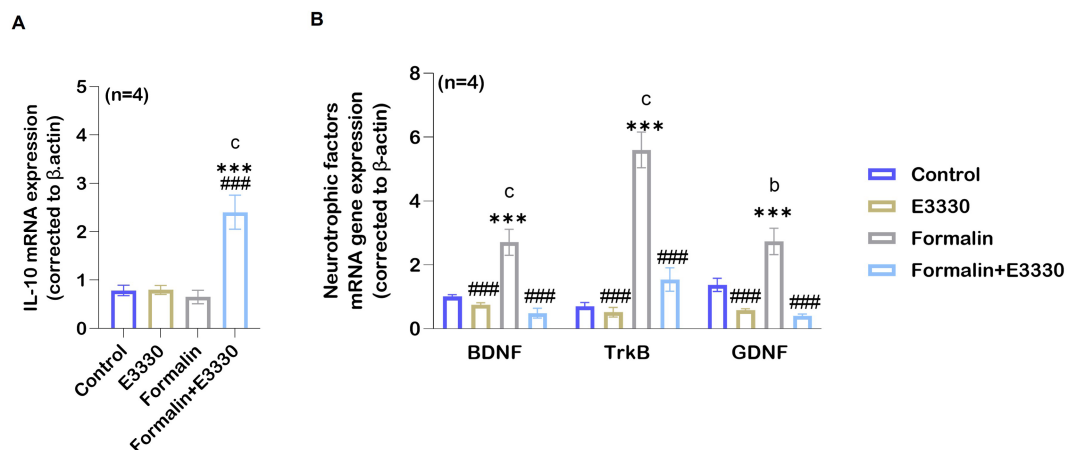 A
IL-10 mRNA expression
(corrected to β.actin)
5
4
3
2
1
0
(n=4)
c
***
###
Control
E3330
Formalin
Formalin+E3330
B
Neurotrophic factors
mRNA gene expression
(corrected to β-actin)
8
6
4
2
0
(n=4)
###
c
***
###
###
c
***
###
###
b
***
###
BDNF
TrkB
GDNF
Control
E3330
Formalin
Formalin+E3330